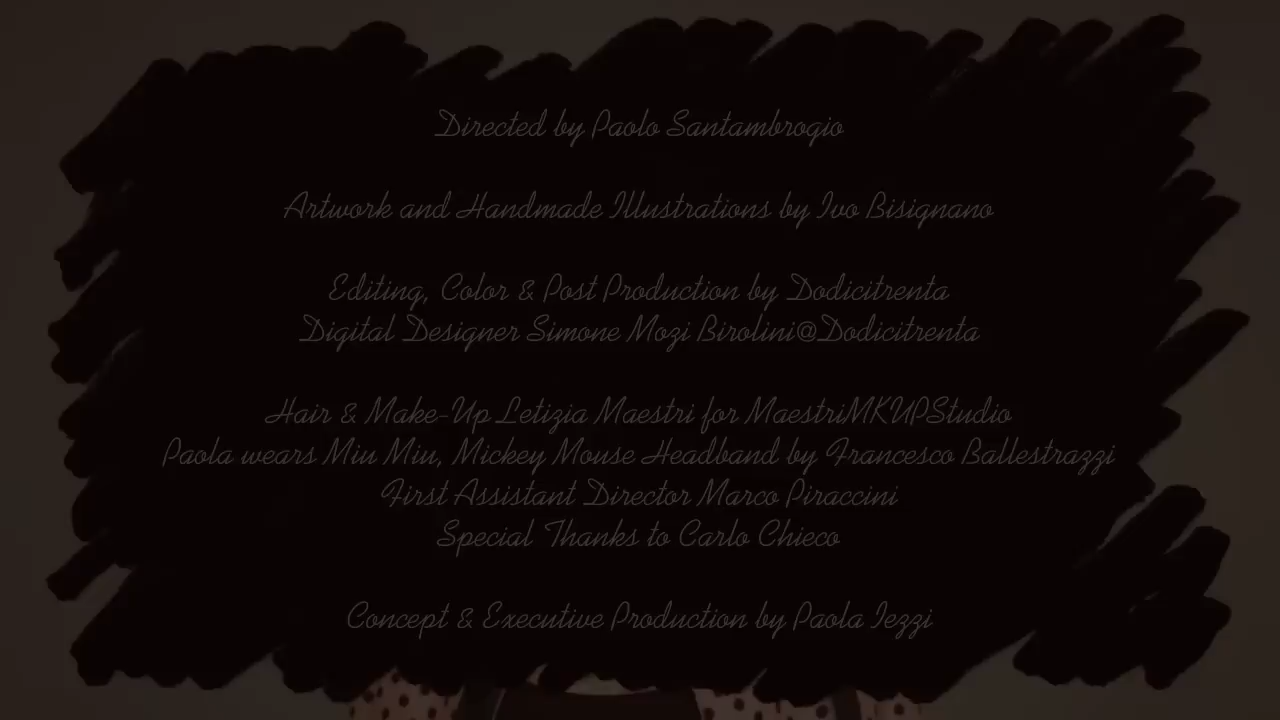 Directed by Paolo Santambrogio
Artwork and Handmade Illustrations by Ivo Bisignano
Editing, Color & Post Production by Dodicitrenta
Digital Designer Simone Mozi Birolini@Dodicitrenta
Hair & Make-Up Letizia Maestri for MaestriMKUPStudio
Paola wears Miu Miu, Mickey Mouse Headband by Francesco Ballestrazzi
First Assistant Director Marco Piraccini
Special Thanks to Carlo Chieco
Concept & Executive Production by Paola Iezzi